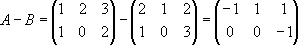 A − B = (1 2 3
1 0 2) − (2 1 2
1 0 3) = (−1 1 1
0 0 −1)